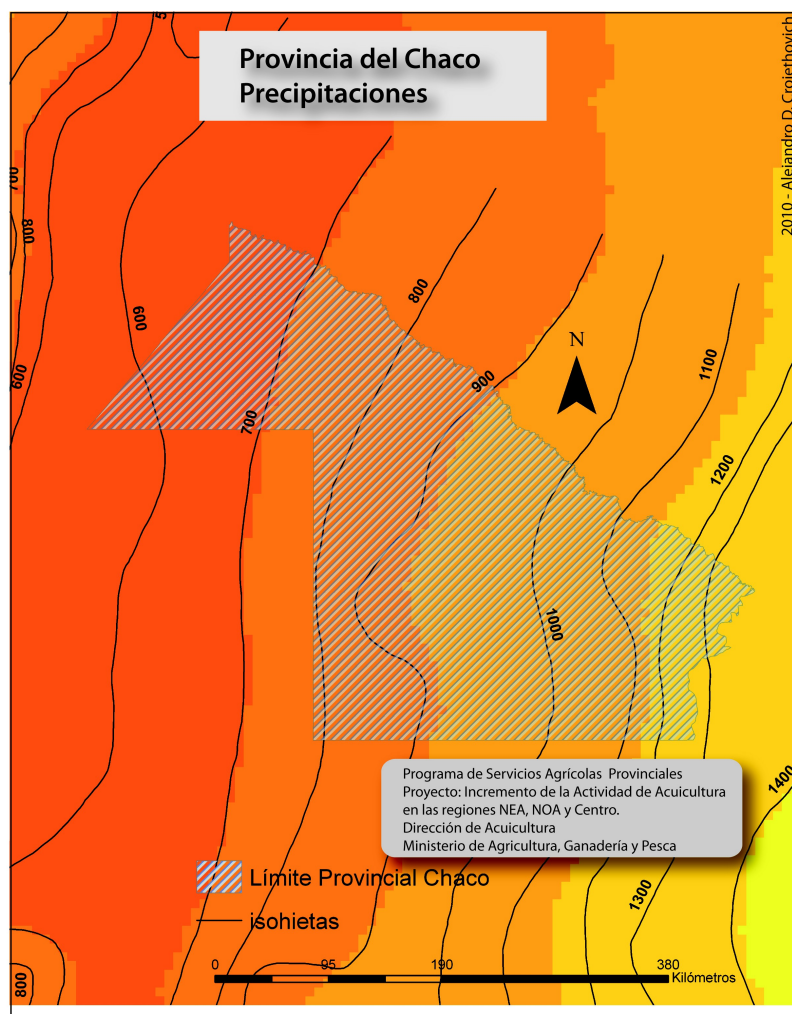 Provincia del Chaco
Precipitaciones
2010 - Alejandro D. Crojethovich
700
800
600
600
700
800
900
N
1100
1200
1000
Programa de Servicios Agrícolas Provinciales
Proyecto: Incremento de la Actividad de Acuicultura
en las regiones NEA, NOA y Centro.
Dirección de Acuicultura
Ministerio de Agricultura, Ganadería y Pesca
1400
1300
Límite Provincial Chaco
isohietas
0 95 190 380
Kilómetros
800